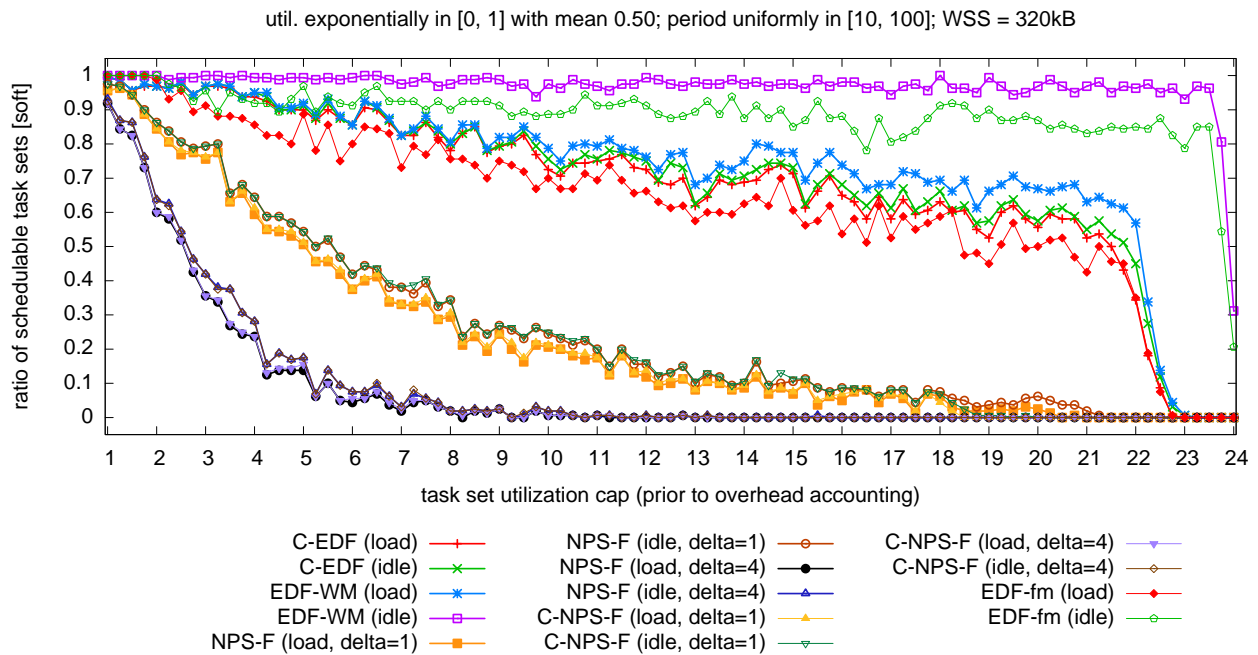 util. exponentially in [0, 1] with mean 0.50; period uniformly in [10, 100]; WSS = 320kB
ratio of schedulable task sets [soft]
1
0.9
0.8
0.7
0.6
0.5
0.4
0.3
0.2
0.1
0
1 2 3 4 5 6 7 8 9 10 11 12 13 14 15 16 17 18 19 20 21 22 23 24
task set utilization cap (prior to overhead accounting)
C-EDF (load)
C-EDF (idle)
EDF-WM (load)
EDF-WM (idle)
NPS-F (load, delta=1)
NPS-F (idle, delta=1)
NPS-F (load, delta=4)
NPS-F (idle, delta=4)
C-NPS-F (load, delta=1)
C-NPS-F (idle, delta=1)
C-NPS-F (load, delta=4)
C-NPS-F (idle, delta=4)
EDF-fm (load)
EDF-fm (idle)